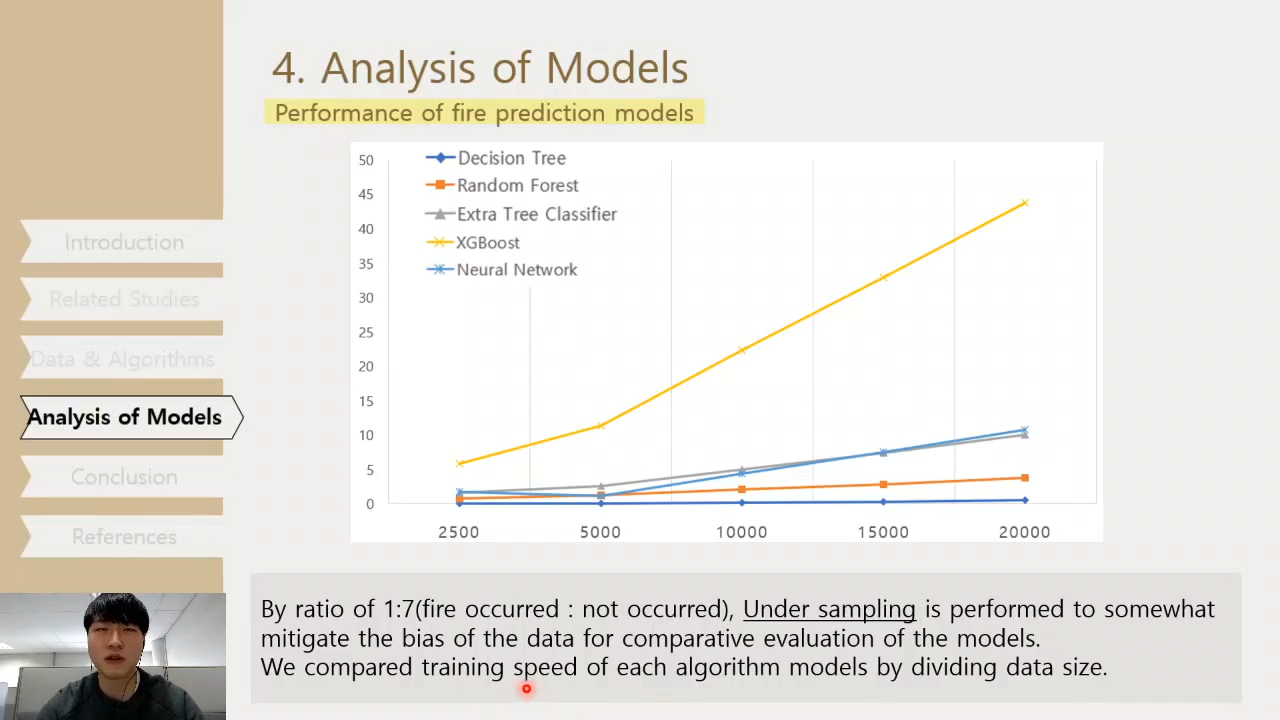 4. Analysis of Models
Performance of fire prediction models
Introduction
Related Studies
Data & Algorithms
Analysis of Models
Conclusion
References
Decision Tree
Random Forest
Extra Tree Classifier
XGBoost
Neural Network
50
45
40
35
30
25
20
15
10
5
0
2500 5000 10000 15000 20000
By ratio of 1:7(fire occurred : not occurred), Under sampling is performed to somewhat
mitigate the bias of the data for comparative evaluation of the models.
We compared training speed of each algorithm models by dividing data size.